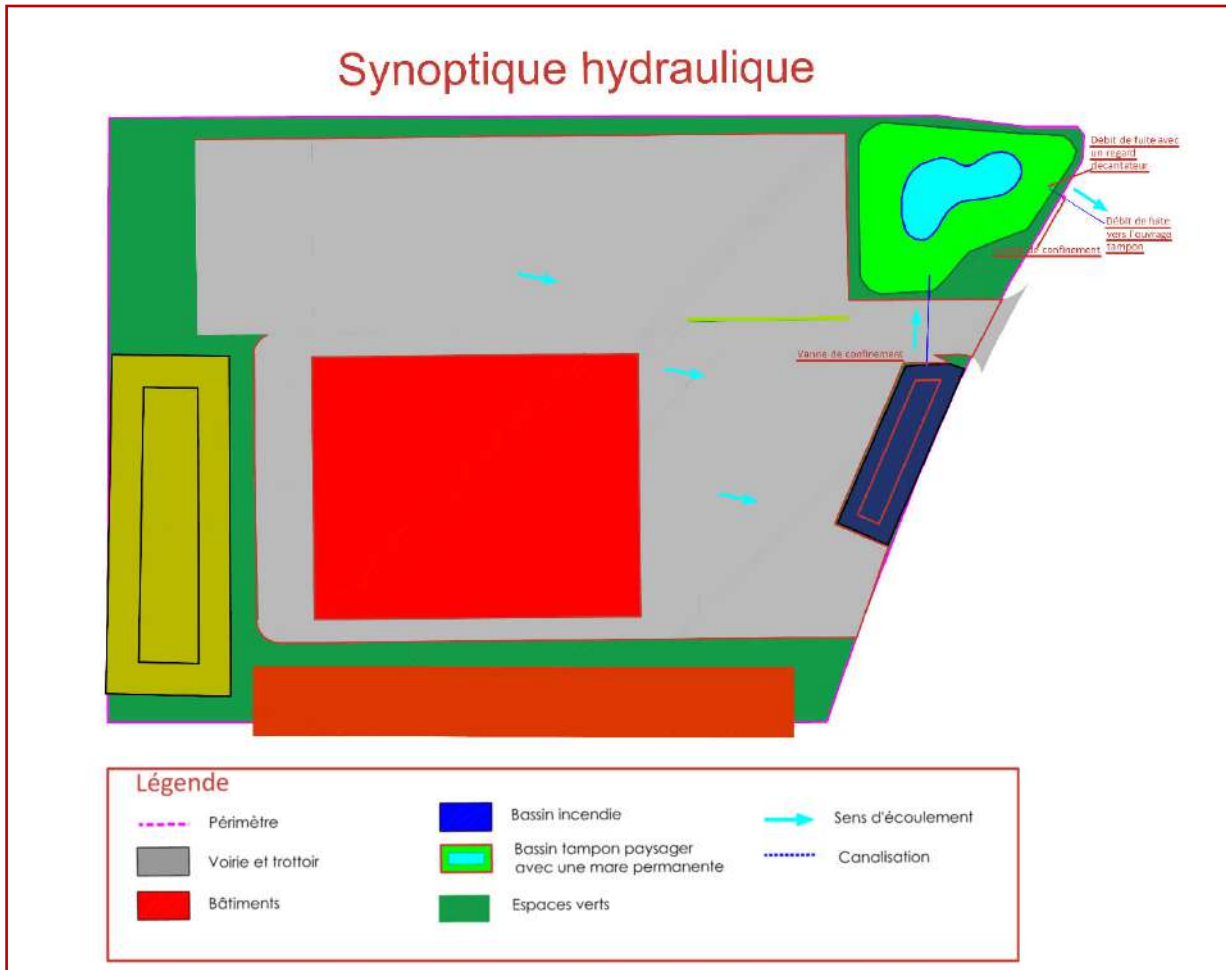 Synoptique hydraulique
Débit de fuite avec
un regard
decantateur
Débit de fuite
vers l'ouvrage
tampon
de confinement
Vanne de confinement
Légende
Périmètre
Voirie et trottoir
Bâtiments
Bassin incendie
Bassin tampon paysager
avec une mare permanente
Espaces verts
Sens d'écoulement
Canalisation